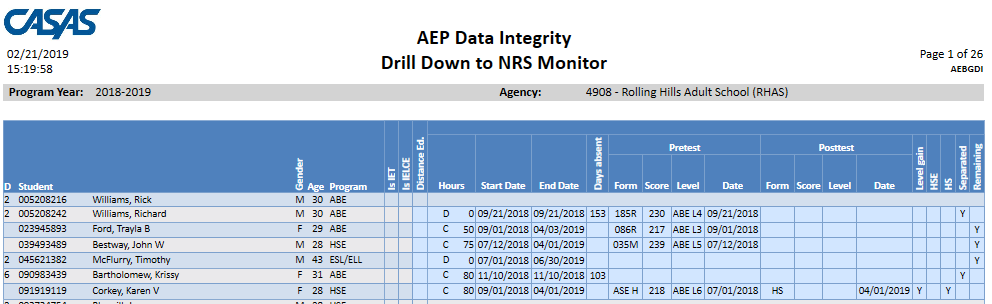 CASAS
02/21/2019
15:19:58
AEP Data Integrity
Drill Down to NRS Monitor
Page 1 of 26
AEBGDI
Program Year: 2018-2019 Agency: 4908 - Rolling Hills Adult School (RHAS)
Pretest Posttest
D Student Gender Age Program Is IET Is IELCE Distance Ed. Hours Start Date End Date Days absent Form Score Level Date Form Score Level Date Level gain HSE HS Separated Remaining
2 005208216 Williams, Rick M 30 ABE
2 005208242 Williams, Richard M 30 ABE D 0 09/21/2018 09/21/2018 153 185R 230 ABE L4 09/21/2018 Y
023945893 Ford, Trayla B F 29 ABE C 50 09/01/2018 04/03/2019 086R 217 ABE L3 09/01/2018 Y
039493489 Bestway, John W M 28 HSE C 75 07/12/2018 04/01/2019 035M 239 ABE L5 07/12/2018 Y
2 045621382 McFlurry, Timothy M 43 ESL/ELL D 0 07/01/2018 06/30/2019 Y
6 090983439 Bartholomew, Krissy F 31 ABE C 80 11/10/2018 11/10/2018 103 Y
091919119 Corkey, Karen V F 28 HSE C 80 09/01/2018 04/01/2019 ASE H 218 ABE L6 07/01/2018 HS 04/01/2019 Y Y